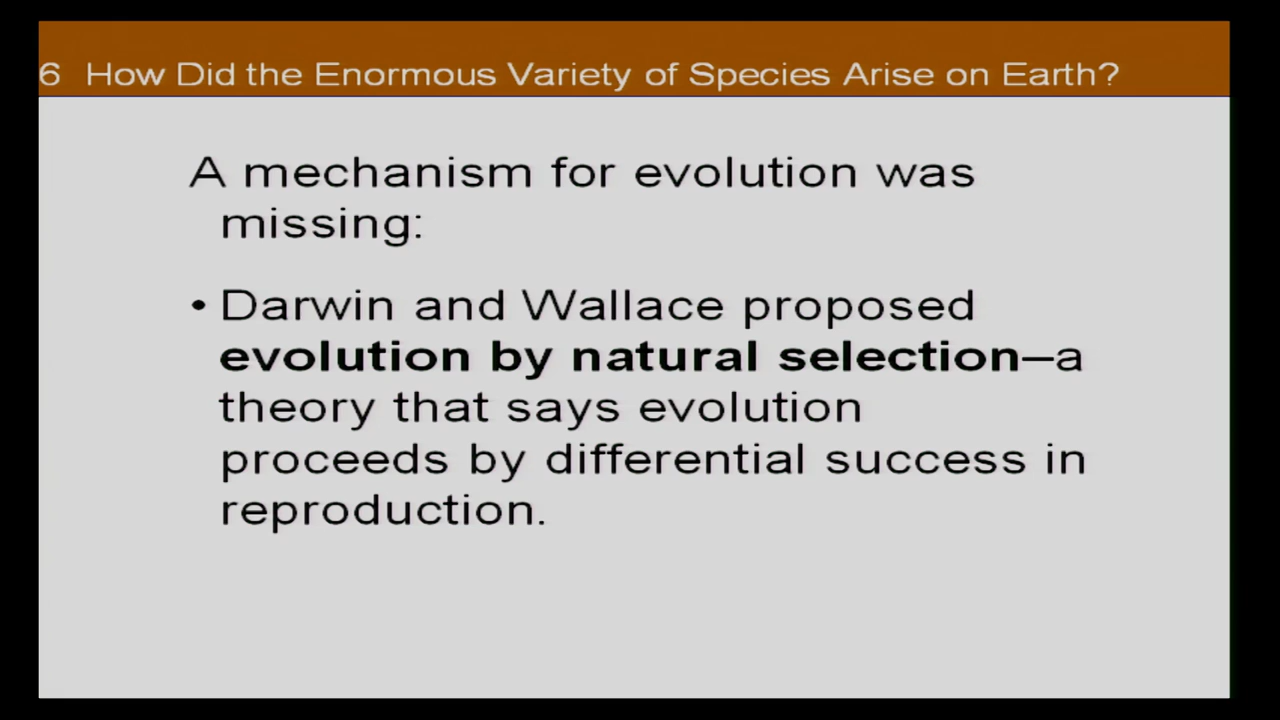 6 How Did the Enormous Variety of Species Arise on Earth?
A mechanism for evolution was
missing:
• Darwin and Wallace proposed
evolution by natural selection—a
theory that says evolution
proceeds by differential success in
reproduction.